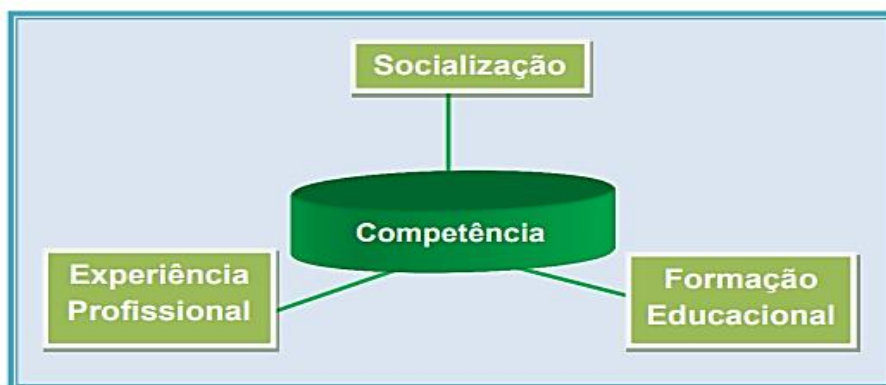 Socialização
Competência
Experiência
Profissional
Formação
Educacional